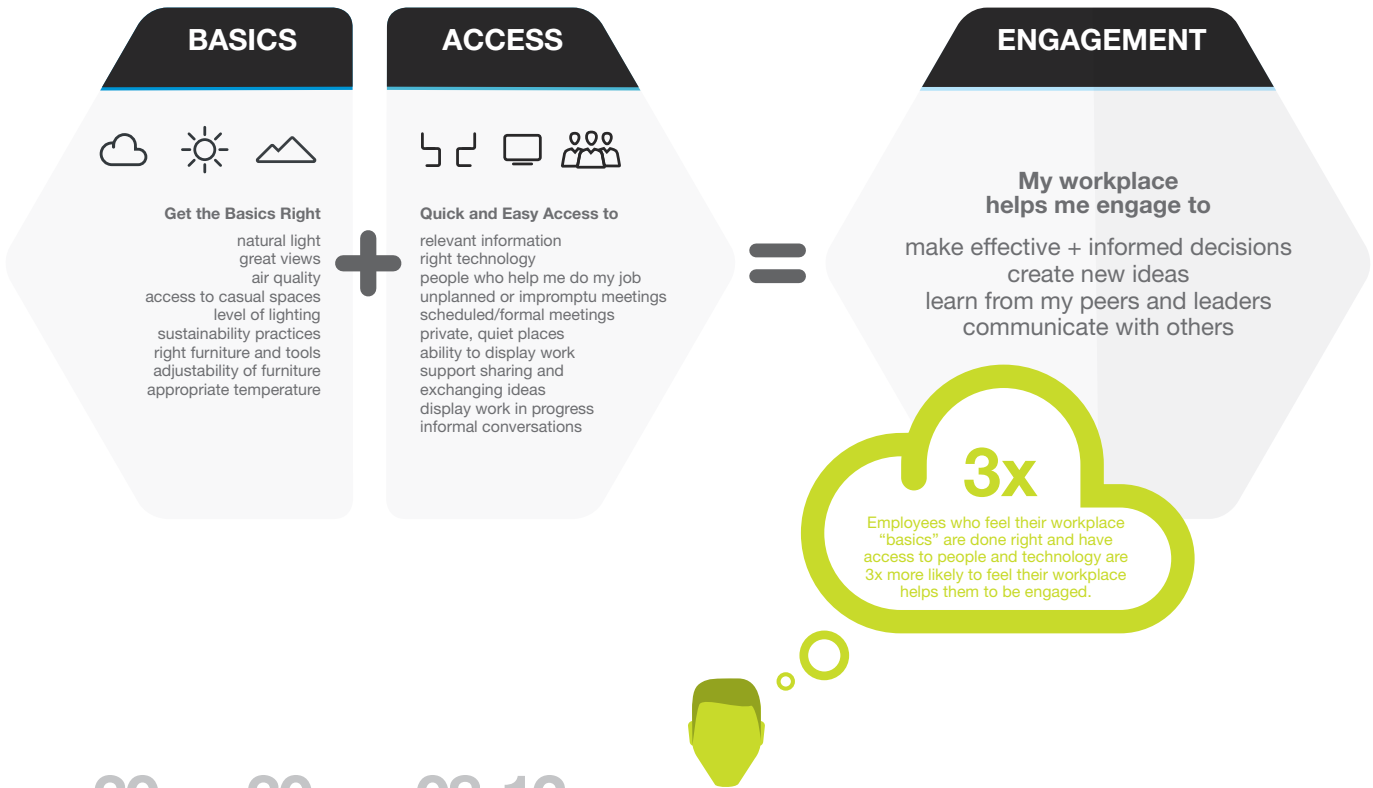 BASICS
Get the Basics Right
natural light
great views
air quality
access to casual spaces
level of lighting
sustainability practices
right furniture and tools
adjustability of furniture
appropriate temperature
+
ACCESS
Quick and Easy Access to
relevant information
right technology
people who help me do my job
unplanned or impromptu meetings
scheduled/formal meetings
private, quiet places
ability to display work
support sharing and
exchanging ideas
display work in progress
informal conversations
=
ENGAGEMENT
My workplace
helps me engage to
make effective + informed decisions
create new ideas
learn from my peers and leaders
communicate with others
3x
Employees who feel their workplace
“basics” are done right and have
access to people and technology are
3x more likely to feel their workplace
helps them to be engaged.